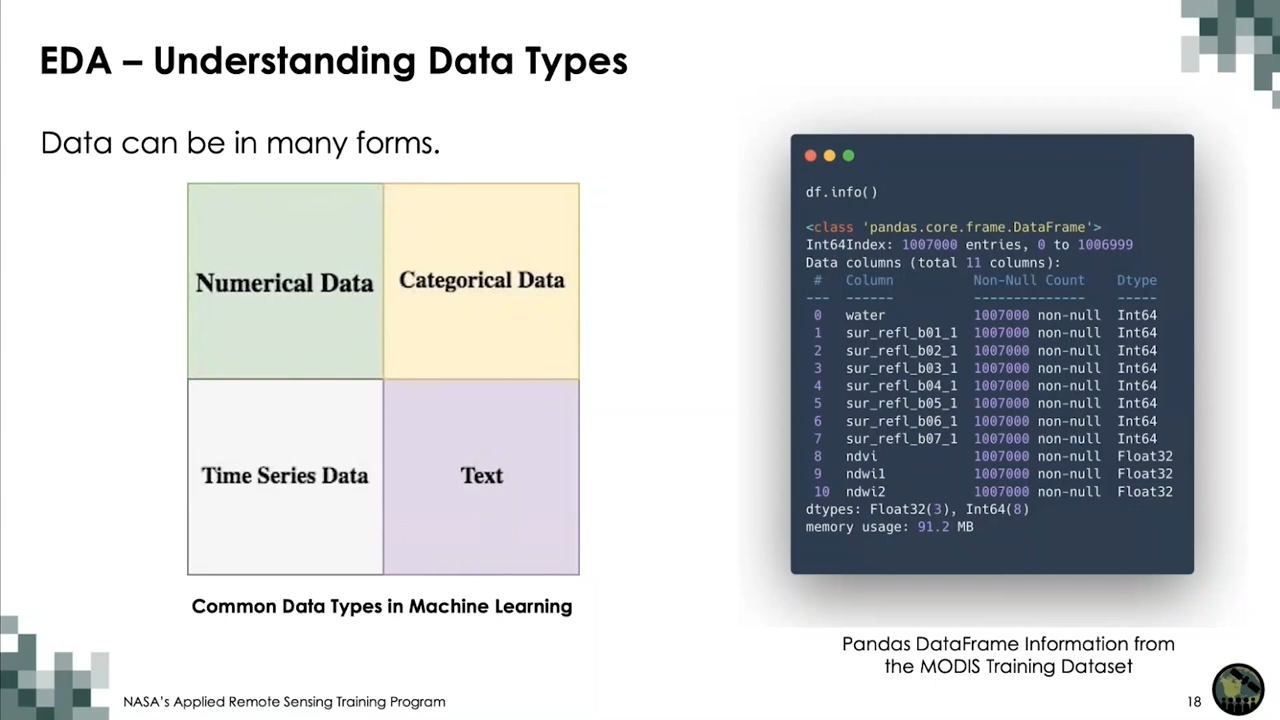 EDA – Understanding Data Types
Data can be in many forms.
Numerical Data
Categorical Data
Time Series Data
Text
Common Data Types in Machine Learning
df.info()
<class 'pandas.core.frame.DataFrame'>
Int64Index: 1007000 entries, 0 to 1006999
Data columns (total 11 columns):
# Column Non-Null Count Dtype
--- ------ -------------- -----
0 water 1007000 non-null Int64
1 sur_refl_b01_1 1007000 non-null Int64
2 sur_refl_b02_1 1007000 non-null Int64
3 sur_refl_b03_1 1007000 non-null Int64
4 sur_refl_b04_1 1007000 non-null Int64
5 sur_refl_b05_1 1007000 non-null Int64
6 sur_refl_b06_1 1007000 non-null Int64
7 sur_refl_b07_1 1007000 non-null Int64
8 ndvi 1007000 non-null Float32
9 ndwi1 1007000 non-null Float32
10 ndwi2 1007000 non-null Float32
dtypes: Float32(3), Int64(8)
memory usage: 91.2 MB
Pandas DataFrame Information from
the MODIS Training Dataset
NASA's Applied Remote Sensing Training Program
18